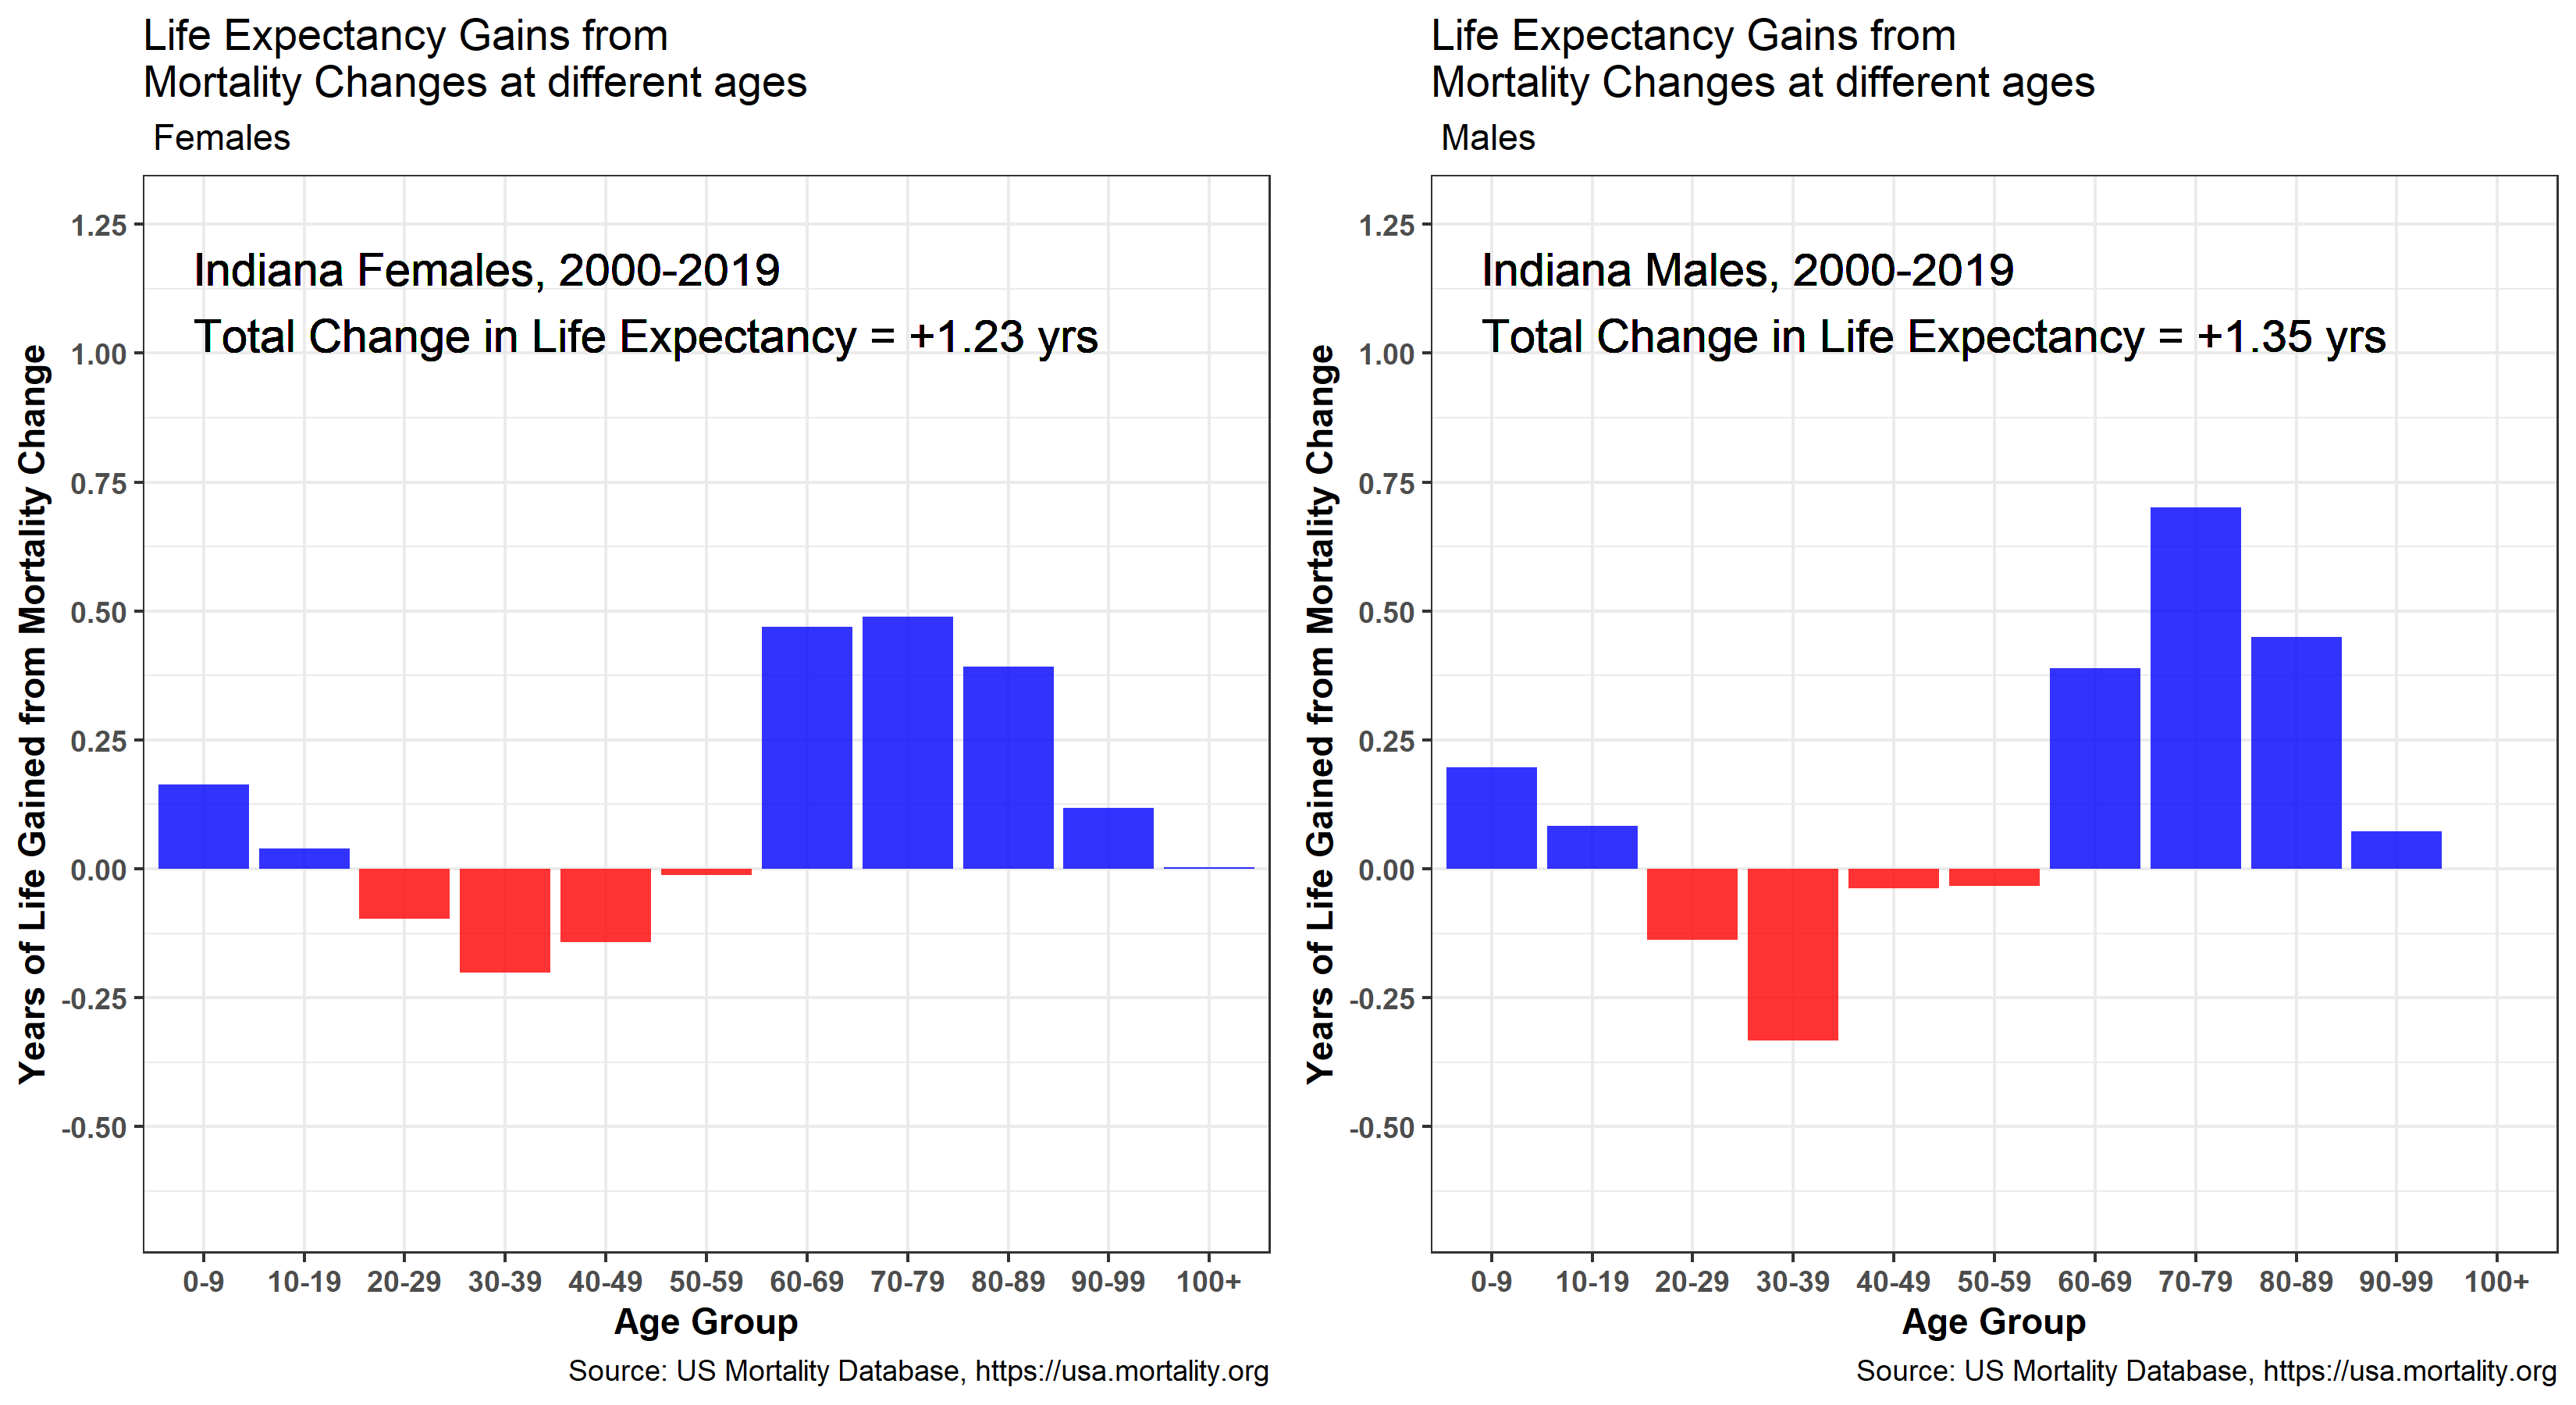 Life Expectancy Gains from
Mortality Changes at different ages
Females
Years of Life Gained from Mortality Change
1.25
1.00
0.75
0.50
0.25
0.00
-0.25
-0.50
Indiana Females, 2000-2019
Total Change in Life Expectancy = +1.23 yrs
0-9 10-19 20-29 30-39 40-49 50-59 60-69 70-79 80-89 90-99 100+
Age Group
Source: US Mortality Database, https://usa.mortality.org
Life Expectancy Gains from
Mortality Changes at different ages
Males
Years of Life Gained from Mortality Change
1.25
1.00
0.75
0.50
0.25
0.00
-0.25
-0.50
Indiana Males, 2000-2019
Total Change in Life Expectancy = +1.35 yrs
0-9 10-19 20-29 30-39 40-49 50-59 60-69 70-79 80-89 90-99 100+
Age Group
Source: US Mortality Database, https://usa.mortality.org